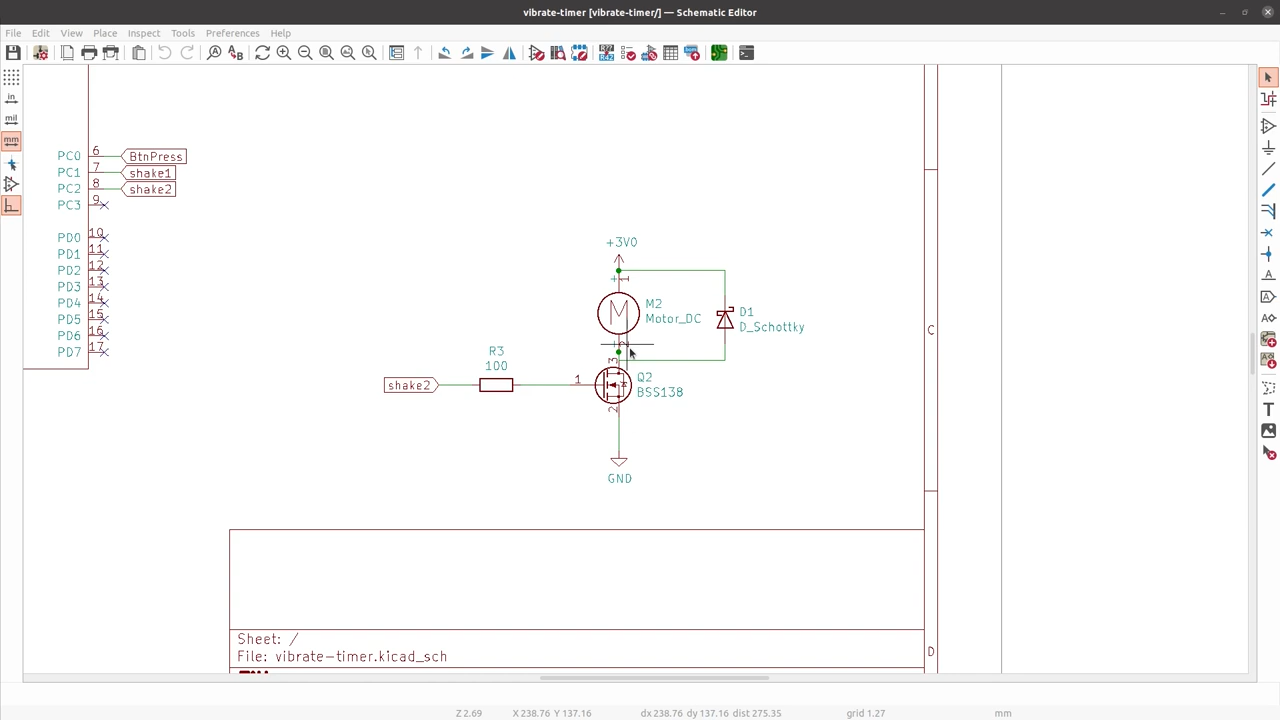 vibrate-timer [vibrate-timer/] — Schematic Editor
File Edit View Place Inspect Tools Preferences Help
in
mil
mm
PC0 6 BtnPress
PC1 7 shake1
PC2 8 shake2
PC3 9
PD0 10
PD1 11
PD2 12
PD3 13
PD4 14
PD5 15
PD6 16
PD7 17
+3V0
+ 1
M
M2
Motor_DC
D1
D_Schottky
2
3
R3
100
shake2
1
Q2
BSS138
2
GND
C
D
Sheet: /
File: vibrate-timer.kicad_sch
Z 2.69 X 238.76 Y 137.16 dx 238.76 dy 137.16 dist 275.35 grid 1.27 mm